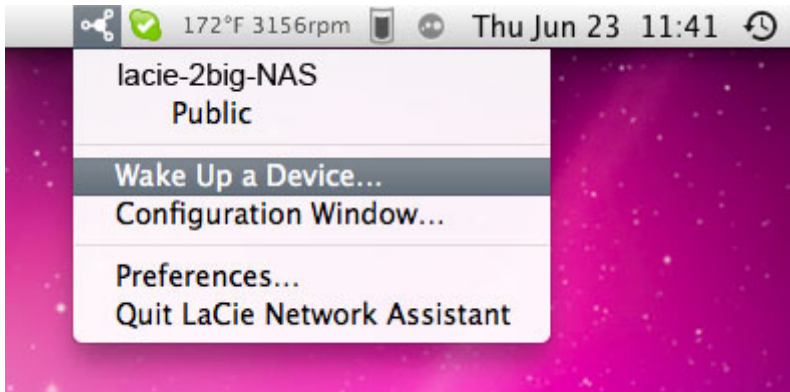 172°F 3156rpm Thu Jun 23 11:41
lacie-2big-NAS
Public
Wake Up a Device...
Configuration Window...
Preferences...
Quit LaCie Network Assistant